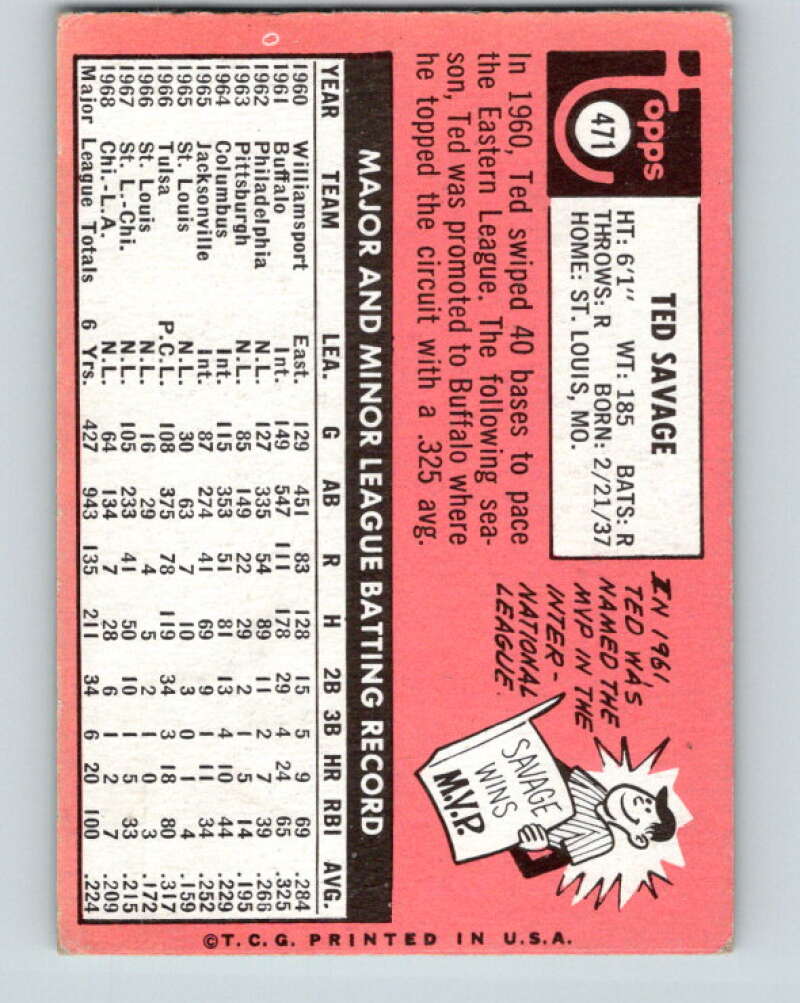 Topps
471
TED SAVAGE
HT: 6'1" WT: 185 BATS: R
THROWS: R BORN: 2/21/37
HOME: ST. LOUIS, MO.
In 1960, Ted swiped 40 bases to pace
the Eastern League. The following sea-
son, Ted was promoted to Buffalo where
he topped the circuit with a .325 avg.
IN 1961
TED WAS
NAMED THE
MVP IN THE
INTER-
NATIONAL
LEAGUE.
SAVAGE
WINS
M.V.P.
MAJOR AND MINOR LEAGUE BATTING RECORD
YEAR TEAM LEA. G AB R H 2B 3B HR RBI AVG.
1960 Williamsport East. 129 451 83 128 15 5 9 69 .284
1961 Buffalo Int. 149 547 111 178 29 4 24 65 .325
1962 Philadelphia N.L. 127 335 54 89 11 2 7 39 .266
1963 Pittsburgh N.L. 85 149 22 29 2 1 5 14 .195
1964 Columbus Int. 115 353 51 81 13 4 10 44 .229
1965 Jacksonville Int. 87 274 41 69 9 1 11 34 .252
1965 St. Louis N.L. 30 63 7 10 3 0 1 4 .159
1966 Tulsa P.C.L. 108 375 78 119 34 3 18 80 .317
1966 St. Louis N.L. 16 29 4 5 2 1 0 3 .172
1967 St. L.-Chi. N.L. 105 233 41 50 10 1 5 33 .215
1968 Chi.-L.A. N.L. 64 134 7 28 6 1 2 7 .209
Major League Totals 6 Yrs. 427 943 135 211 34 6 20 100 .224
©T.C.G. PRINTED IN U.S.A.